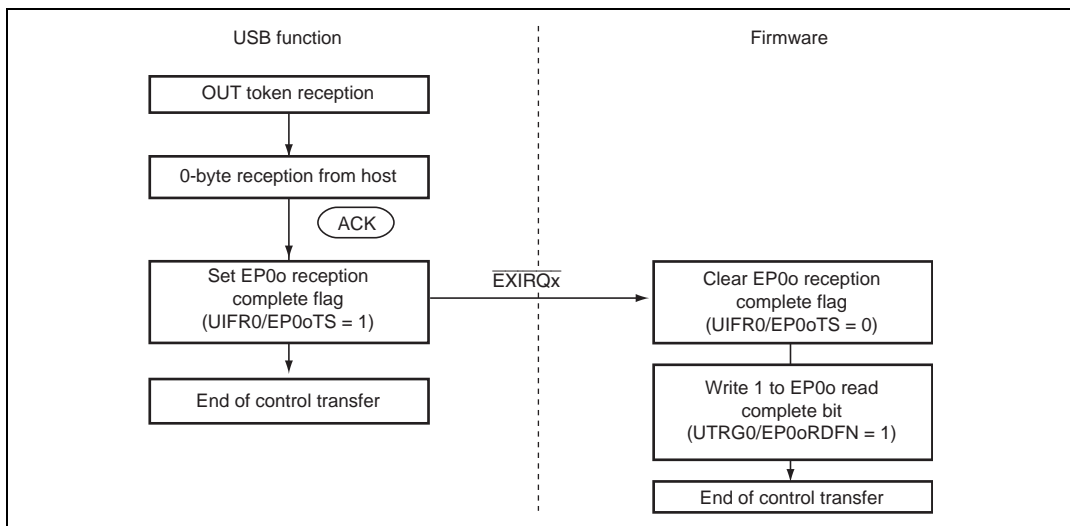 USB function
Firmware
OUT token reception
0-byte reception from host
ACK
Set EP0o reception
complete flag
(UIFR0/EP0oTS = 1)
EXIRQx
Clear EP0o reception
complete flag
(UIFR0/EP0oTS = 0)
End of control transfer
Write 1 to EP0o read
complete bit
(UTRG0/EP0oRDFN = 1)
End of control transfer